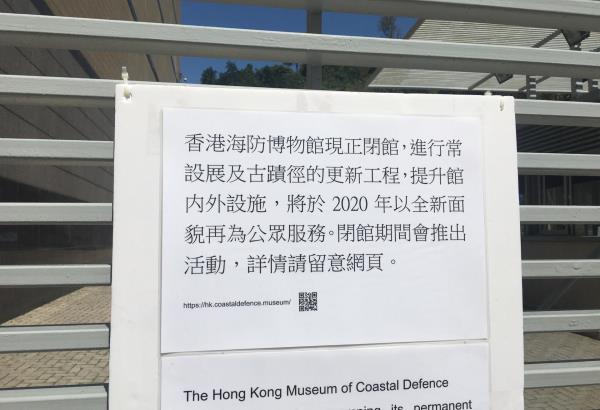 香港海防博物館現正閉館，進行常
設展及古蹟徑的更新工程，提升館
內外設施，將於 2020 年以全新面
貌再為公眾服務。閉館期間會推出
活動，詳情請留意網頁。
https://hk.coastaldefence.museum/
The Hong Kong Museum of Coastal Defence
its permanent